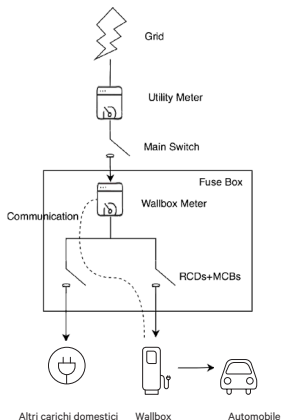 Grid
Utility Meter
Main Switch
Fuse Box
Wallbox Meter
Communication
RCDs+MCBs
Altri carichi domestici
Wallbox
Automobile